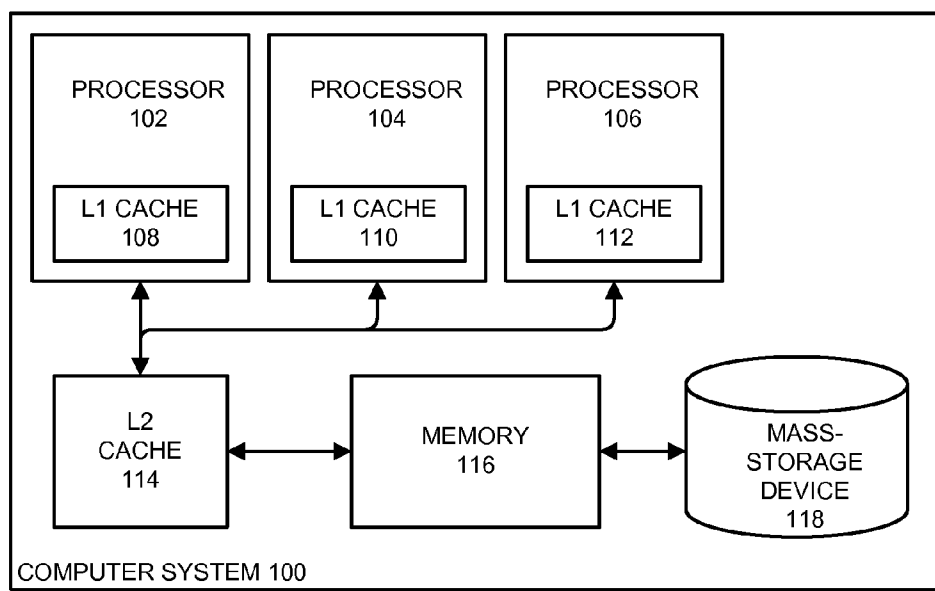 PROCESSOR
102
L1 CACHE
108
PROCESSOR
104
L1 CACHE
110
PROCESSOR
106
L1 CACHE
112
L2
CACHE
114
MEMORY
116
MASS-
STORAGE
DEVICE
118
COMPUTER SYSTEM 100